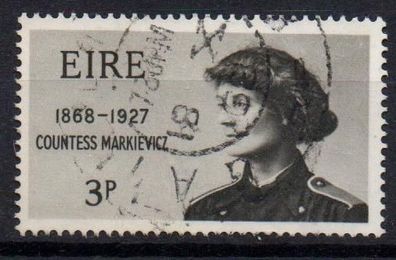 EIRE
1868-1927
COUNTESS MARKIEVICZ
3P